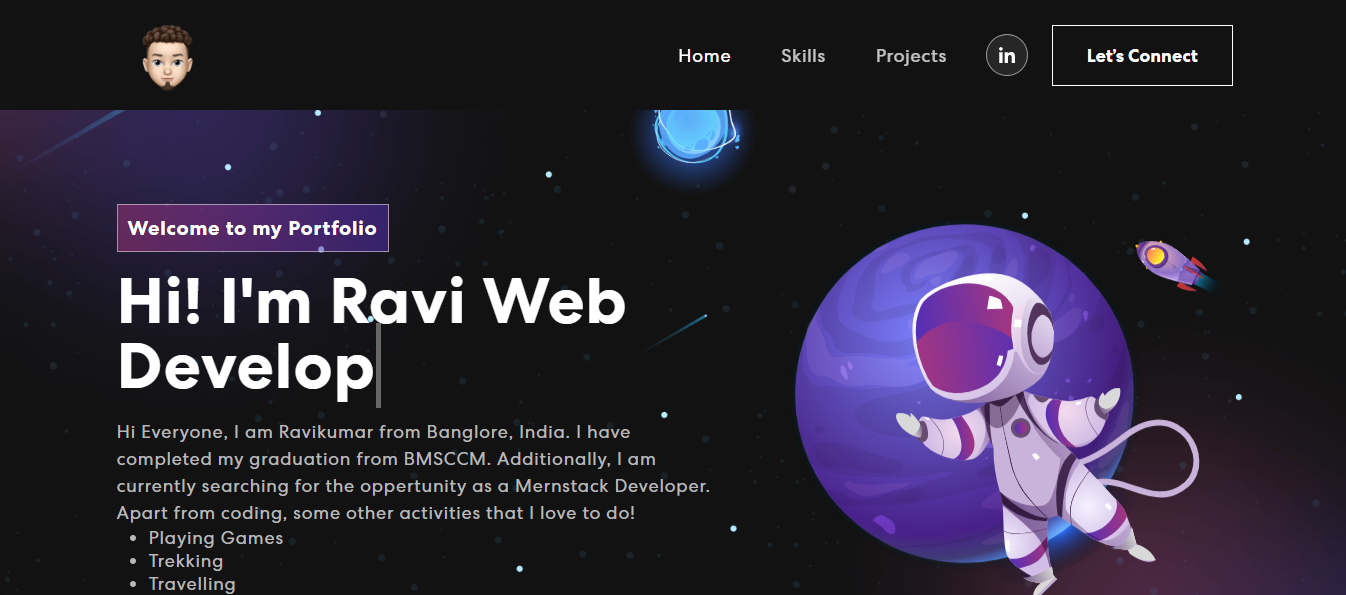 Home Skills Projects in Let’s Connect
Welcome to my Portfolio
Hi! I'm Ravi Web
Develop
Hi Everyone, I am Ravikumar from Banglore, India. I have
completed my graduation from BMSCCM. Additionally, I am
currently searching for the oppertunity as a Mernstack Developer.
Apart from coding, some other activities that I love to do!
• Playing Games
• Trekking
• Travelling